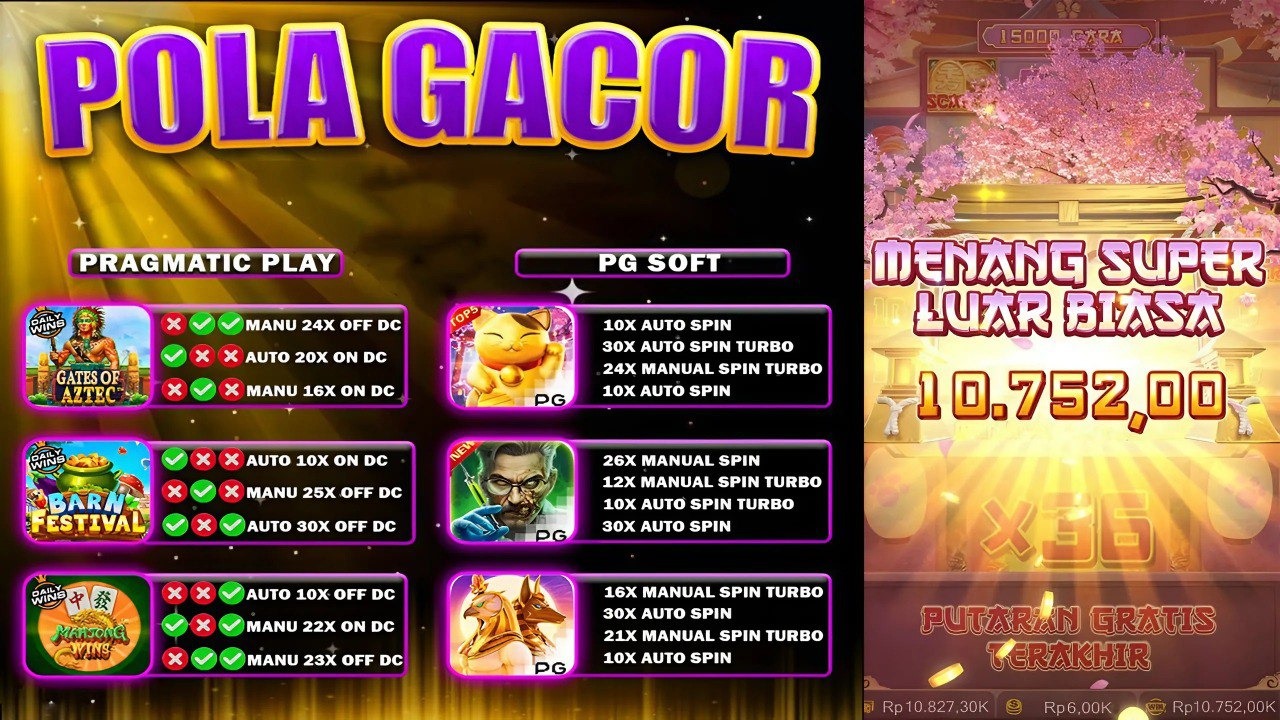 POLA GACOR
PRAGMATIC PLAY
DAILY WINS
GATES OF AZTEC
MANU 24X OFF DC
AUTO 20X ON DC
MANU 16X ON DC
DAILY WINS
BARN FESTIVAL
AUTO 10X ON DC
MANU 25X OFF DC
AUTO 30X OFF DC
DAILY WINS
MAHJONG WINS
AUTO 10X OFF DC
MANU 22X ON DC
MANU 23X OFF DC
PG SOFT
TOP5
PG
10X AUTO SPIN
30X AUTO SPIN TURBO
24X MANUAL SPIN TURBO
10X AUTO SPIN
NEW
PG
26X MANUAL SPIN
12X MANUAL SPIN TURBO
10X AUTO SPIN TURBO
30X AUTO SPIN
PG
16X MANUAL SPIN TURBO
30X AUTO SPIN
21X MANUAL SPIN TURBO
10X AUTO SPIN
15000 CARA
MENANG SUPER
LUAR BIASA
10.752,00
x36
PUTARAN GRATIS
TERAKHIR
Rp10.827,30K
Rp6,00K
WIN
Rp10.752,00K